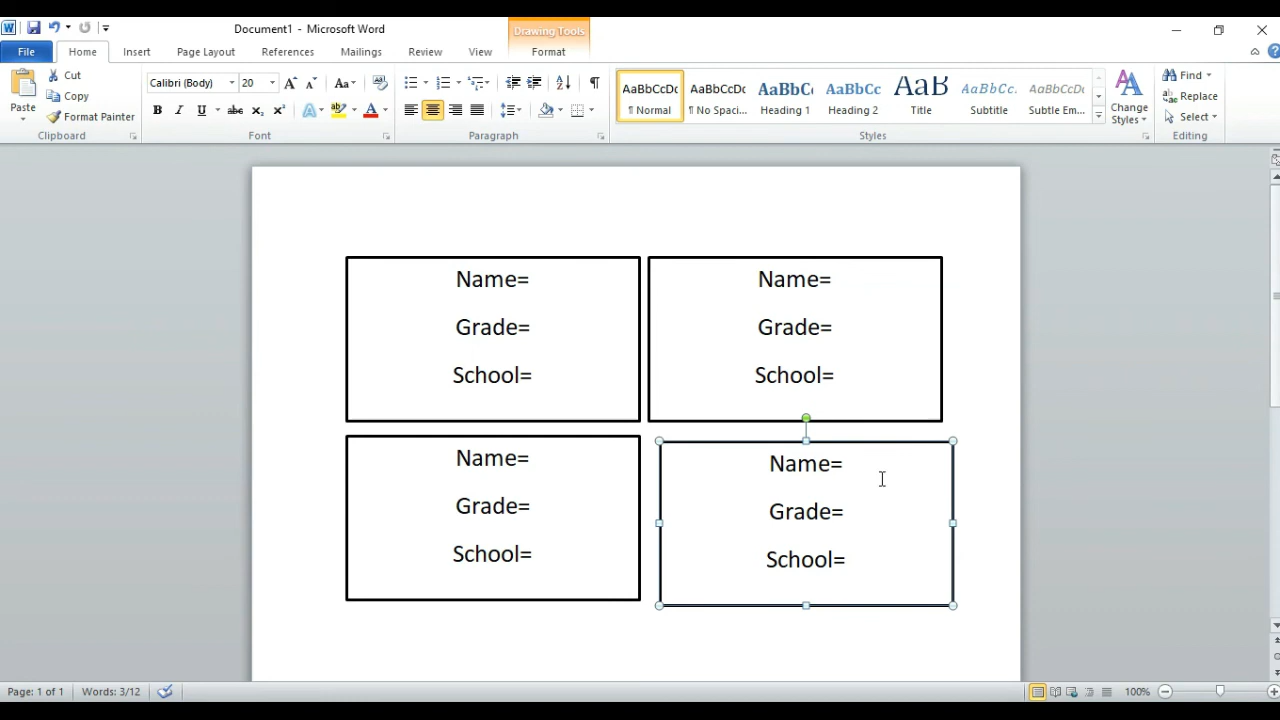 Document1 - Microsoft Word
Drawing Tools
File Home Insert Page Layout References Mailings Review View Format
Paste
Cut
Copy
Format Painter
Clipboard
Calibri (Body) 20
Font
Paragraph
AaBbCcDc AaBbCcDc AaBbC AaBbCc AaB AaBbCc. AaBbCcDc
¶ Normal ¶ No Spaci... Heading 1 Heading 2 Title Subtitle Subtle Em...
Styles
Change Styles
Find
Replace
Select
Editing
Name=
Grade=
School=
Name=
Grade=
School=
Name=
Grade=
School=
Name=
Grade=
School=
Page: 1 of 1 Words: 3/12 100%